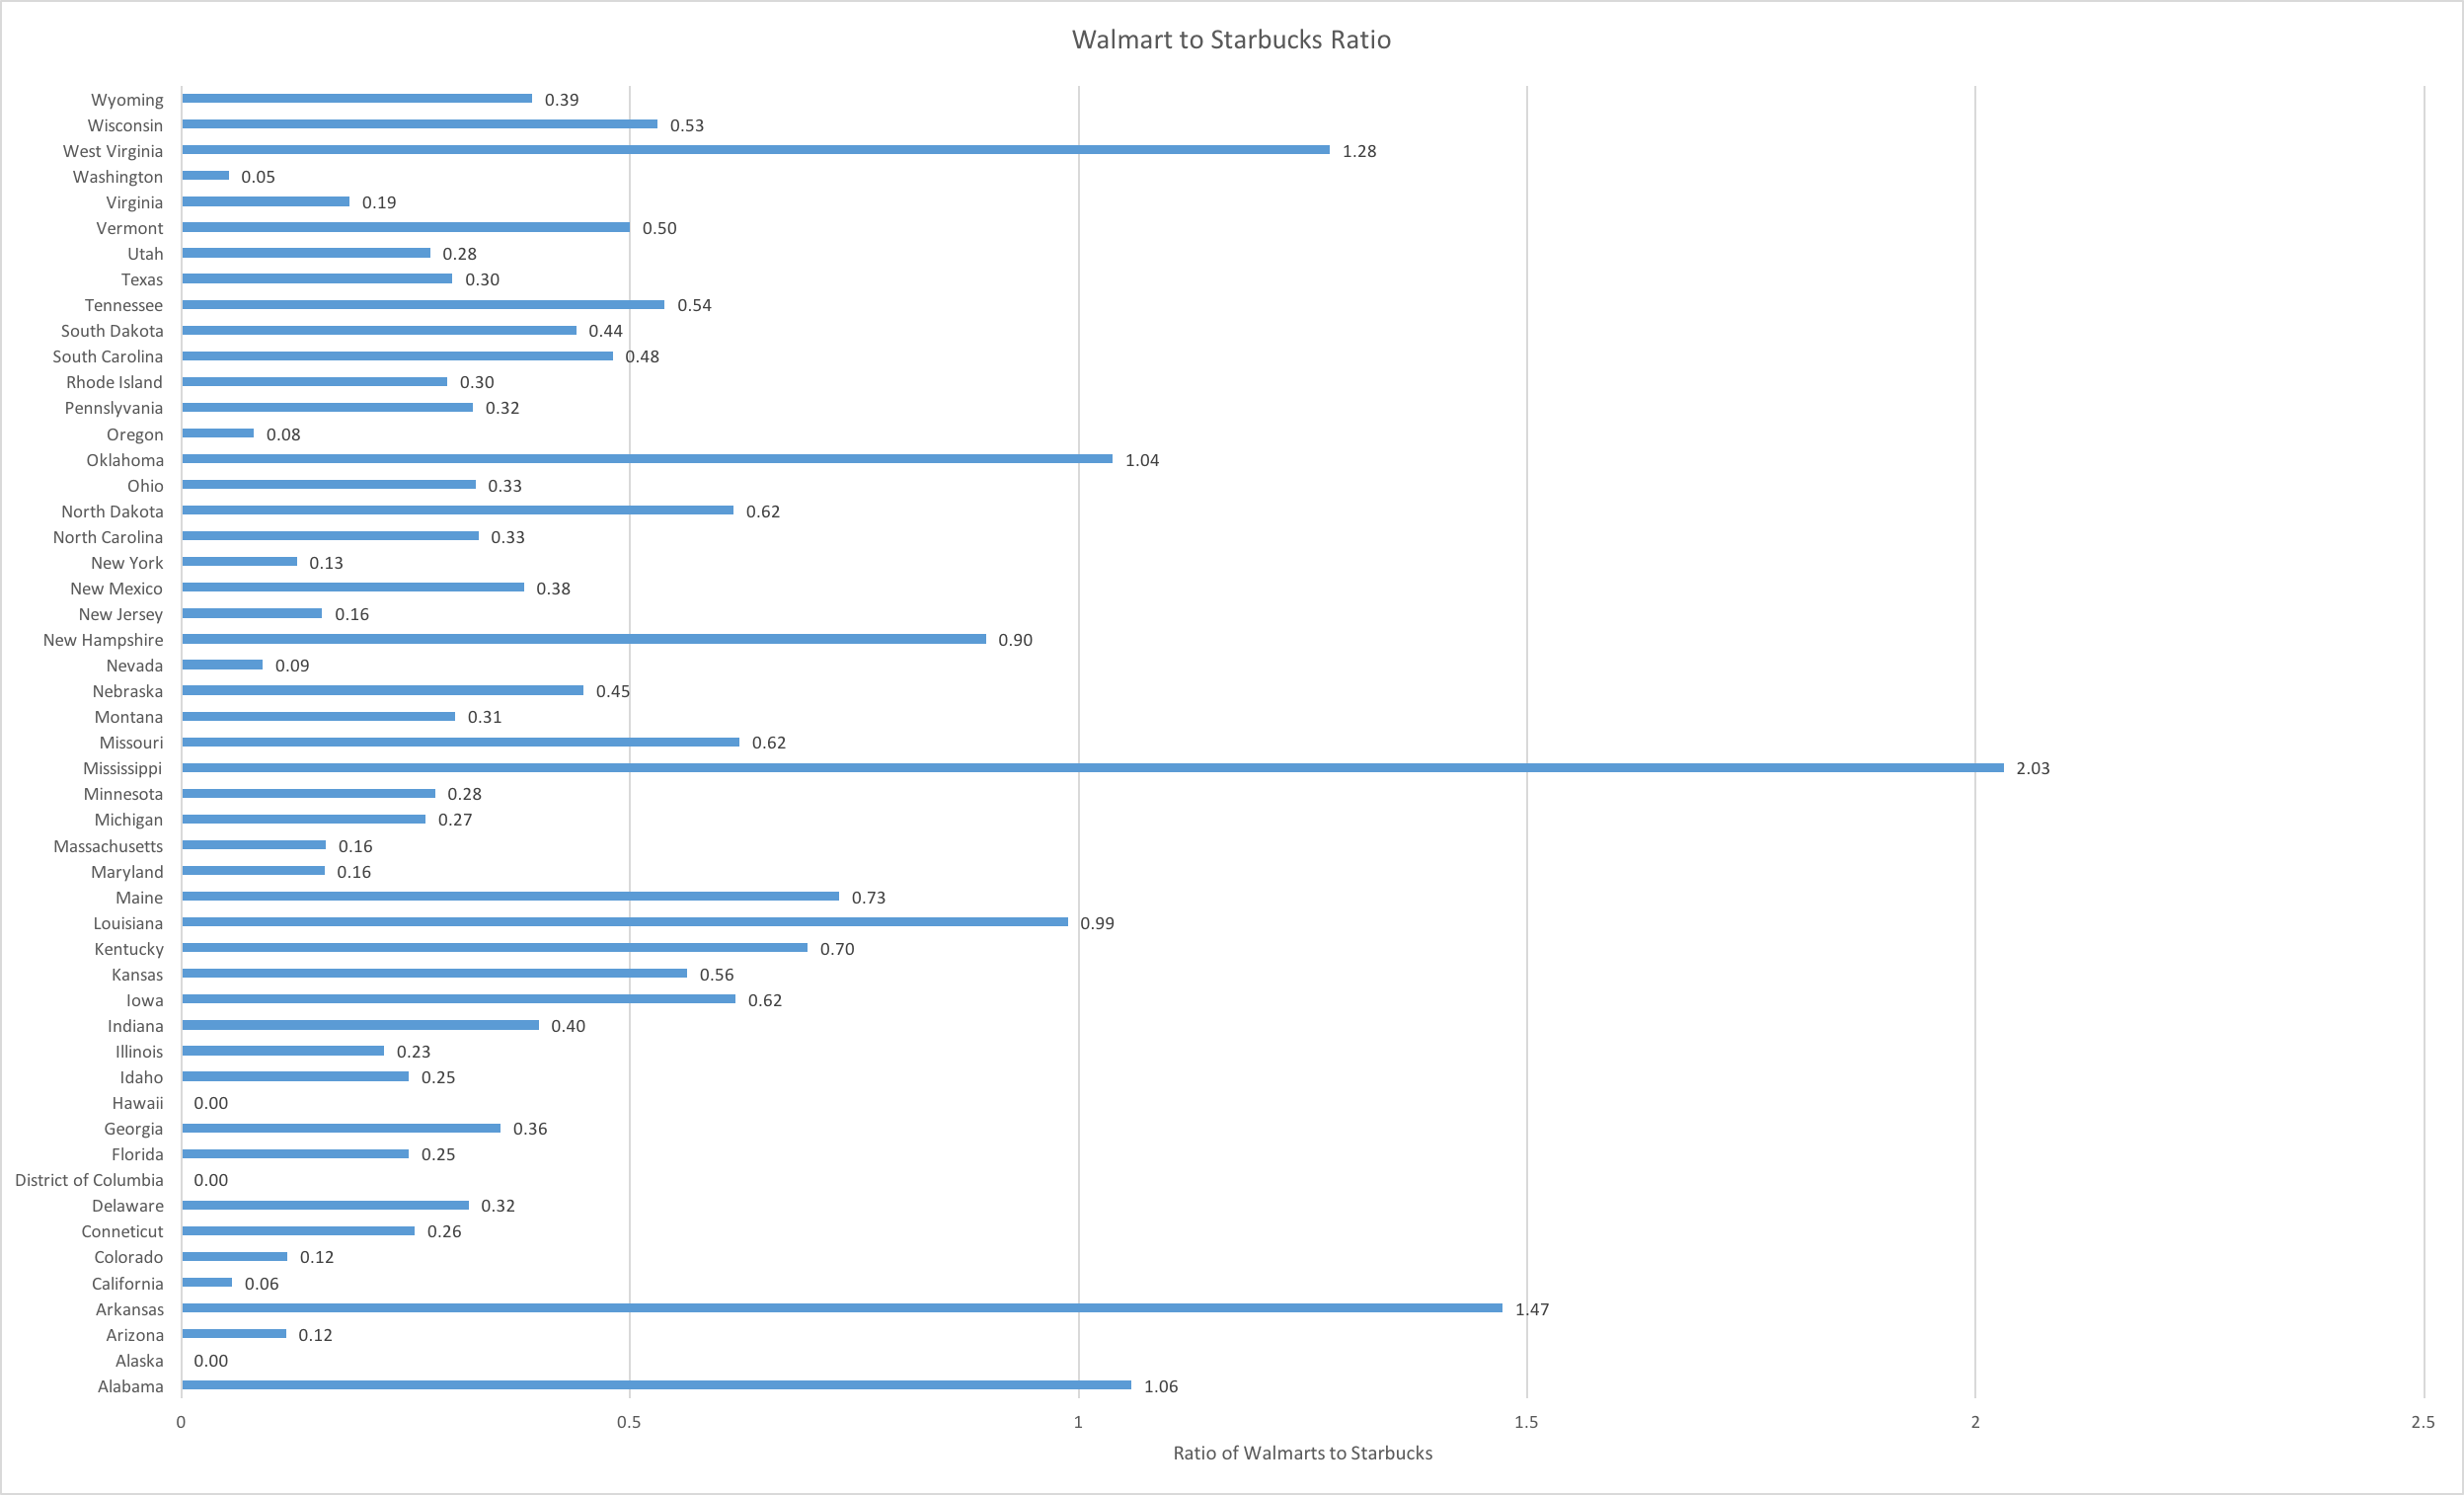 Walmart to Starbucks Ratio
Wyoming 0.39
Wisconsin 0.53
West Virginia 1.28
Washington 0.05
Virginia 0.19
Vermont 0.50
Utah 0.28
Texas 0.30
Tennessee 0.54
South Dakota 0.44
South Carolina 0.48
Rhode Island 0.30
Pennslyvania 0.32
Oregon 0.08
Oklahoma 1.04
Ohio 0.33
North Dakota 0.62
North Carolina 0.33
New York 0.13
New Mexico 0.38
New Jersey 0.16
New Hampshire 0.90
Nevada 0.09
Nebraska 0.45
Montana 0.31
Missouri 0.62
Mississippi 2.03
Minnesota 0.28
Michigan 0.27
Massachusetts 0.16
Maryland 0.16
Maine 0.73
Louisiana 0.99
Kentucky 0.70
Kansas 0.56
Iowa 0.62
Indiana 0.40
Illinois 0.23
Idaho 0.25
Hawaii 0.00
Georgia 0.36
Florida 0.25
District of Columbia 0.00
Delaware 0.32
Conneticut 0.26
Colorado 0.12
California 0.06
Arkansas 1.47
Arizona 0.12
Alaska 0.00
Alabama 1.06
0 0.5 1 1.5 2 2.5
Ratio of Walmarts to Starbucks